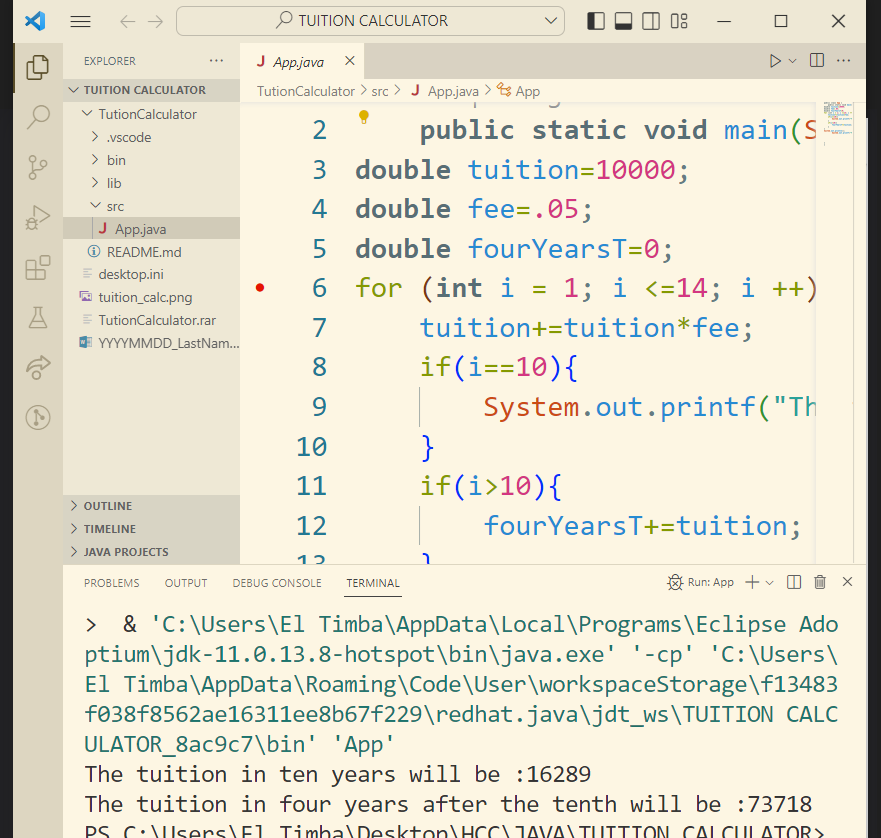 TUITION CALCULATOR
EXPLORER
TUITION CALCULATOR
TutionCalculator
.vscode
bin
lib
src
J App.java
README.md
desktop.ini
tuition_calc.png
TuitionCalculator.rar
YYYYMMDD_LastNam...
OUTLINE
TIMELINE
JAVA PROJECTS
J App.java
TutionCalculator > src > J App.java > App
2 public static void main(S
3 double tuition=10000;
4 double fee=.05;
5 double fourYearsT=0;
6 for (int i = 1; i <=14; i ++)
7 tuition+=tuition*fee;
8 if(i==10){
9 System.out.printf("Th
10 }
11 if(i>10){
12 fourYearsT+=tuition;
13 }
PROBLEMS OUTPUT DEBUG CONSOLE TERMINAL Run: App
> & 'C:\Users\El Timba\AppData\Local\Programs\Eclipse Ado
ptium\jdk-11.0.13.8-hotspot\bin\java.exe' '-cp' 'C:\Users\
El Timba\AppData\Roaming\Code\User\workspaceStorage\f13483
f038f8562ae16311ee8b67f229\redhat.java\jdt_ws\TUITION CALC
ULATOR_8ac9c7\bin' 'App'
The tuition in ten years will be :16289
The tuition in four years after the tenth will be :73718
PS C:\Users\El Timba\Desktop\HCC\JAVA\TUITION CALCULATOR>